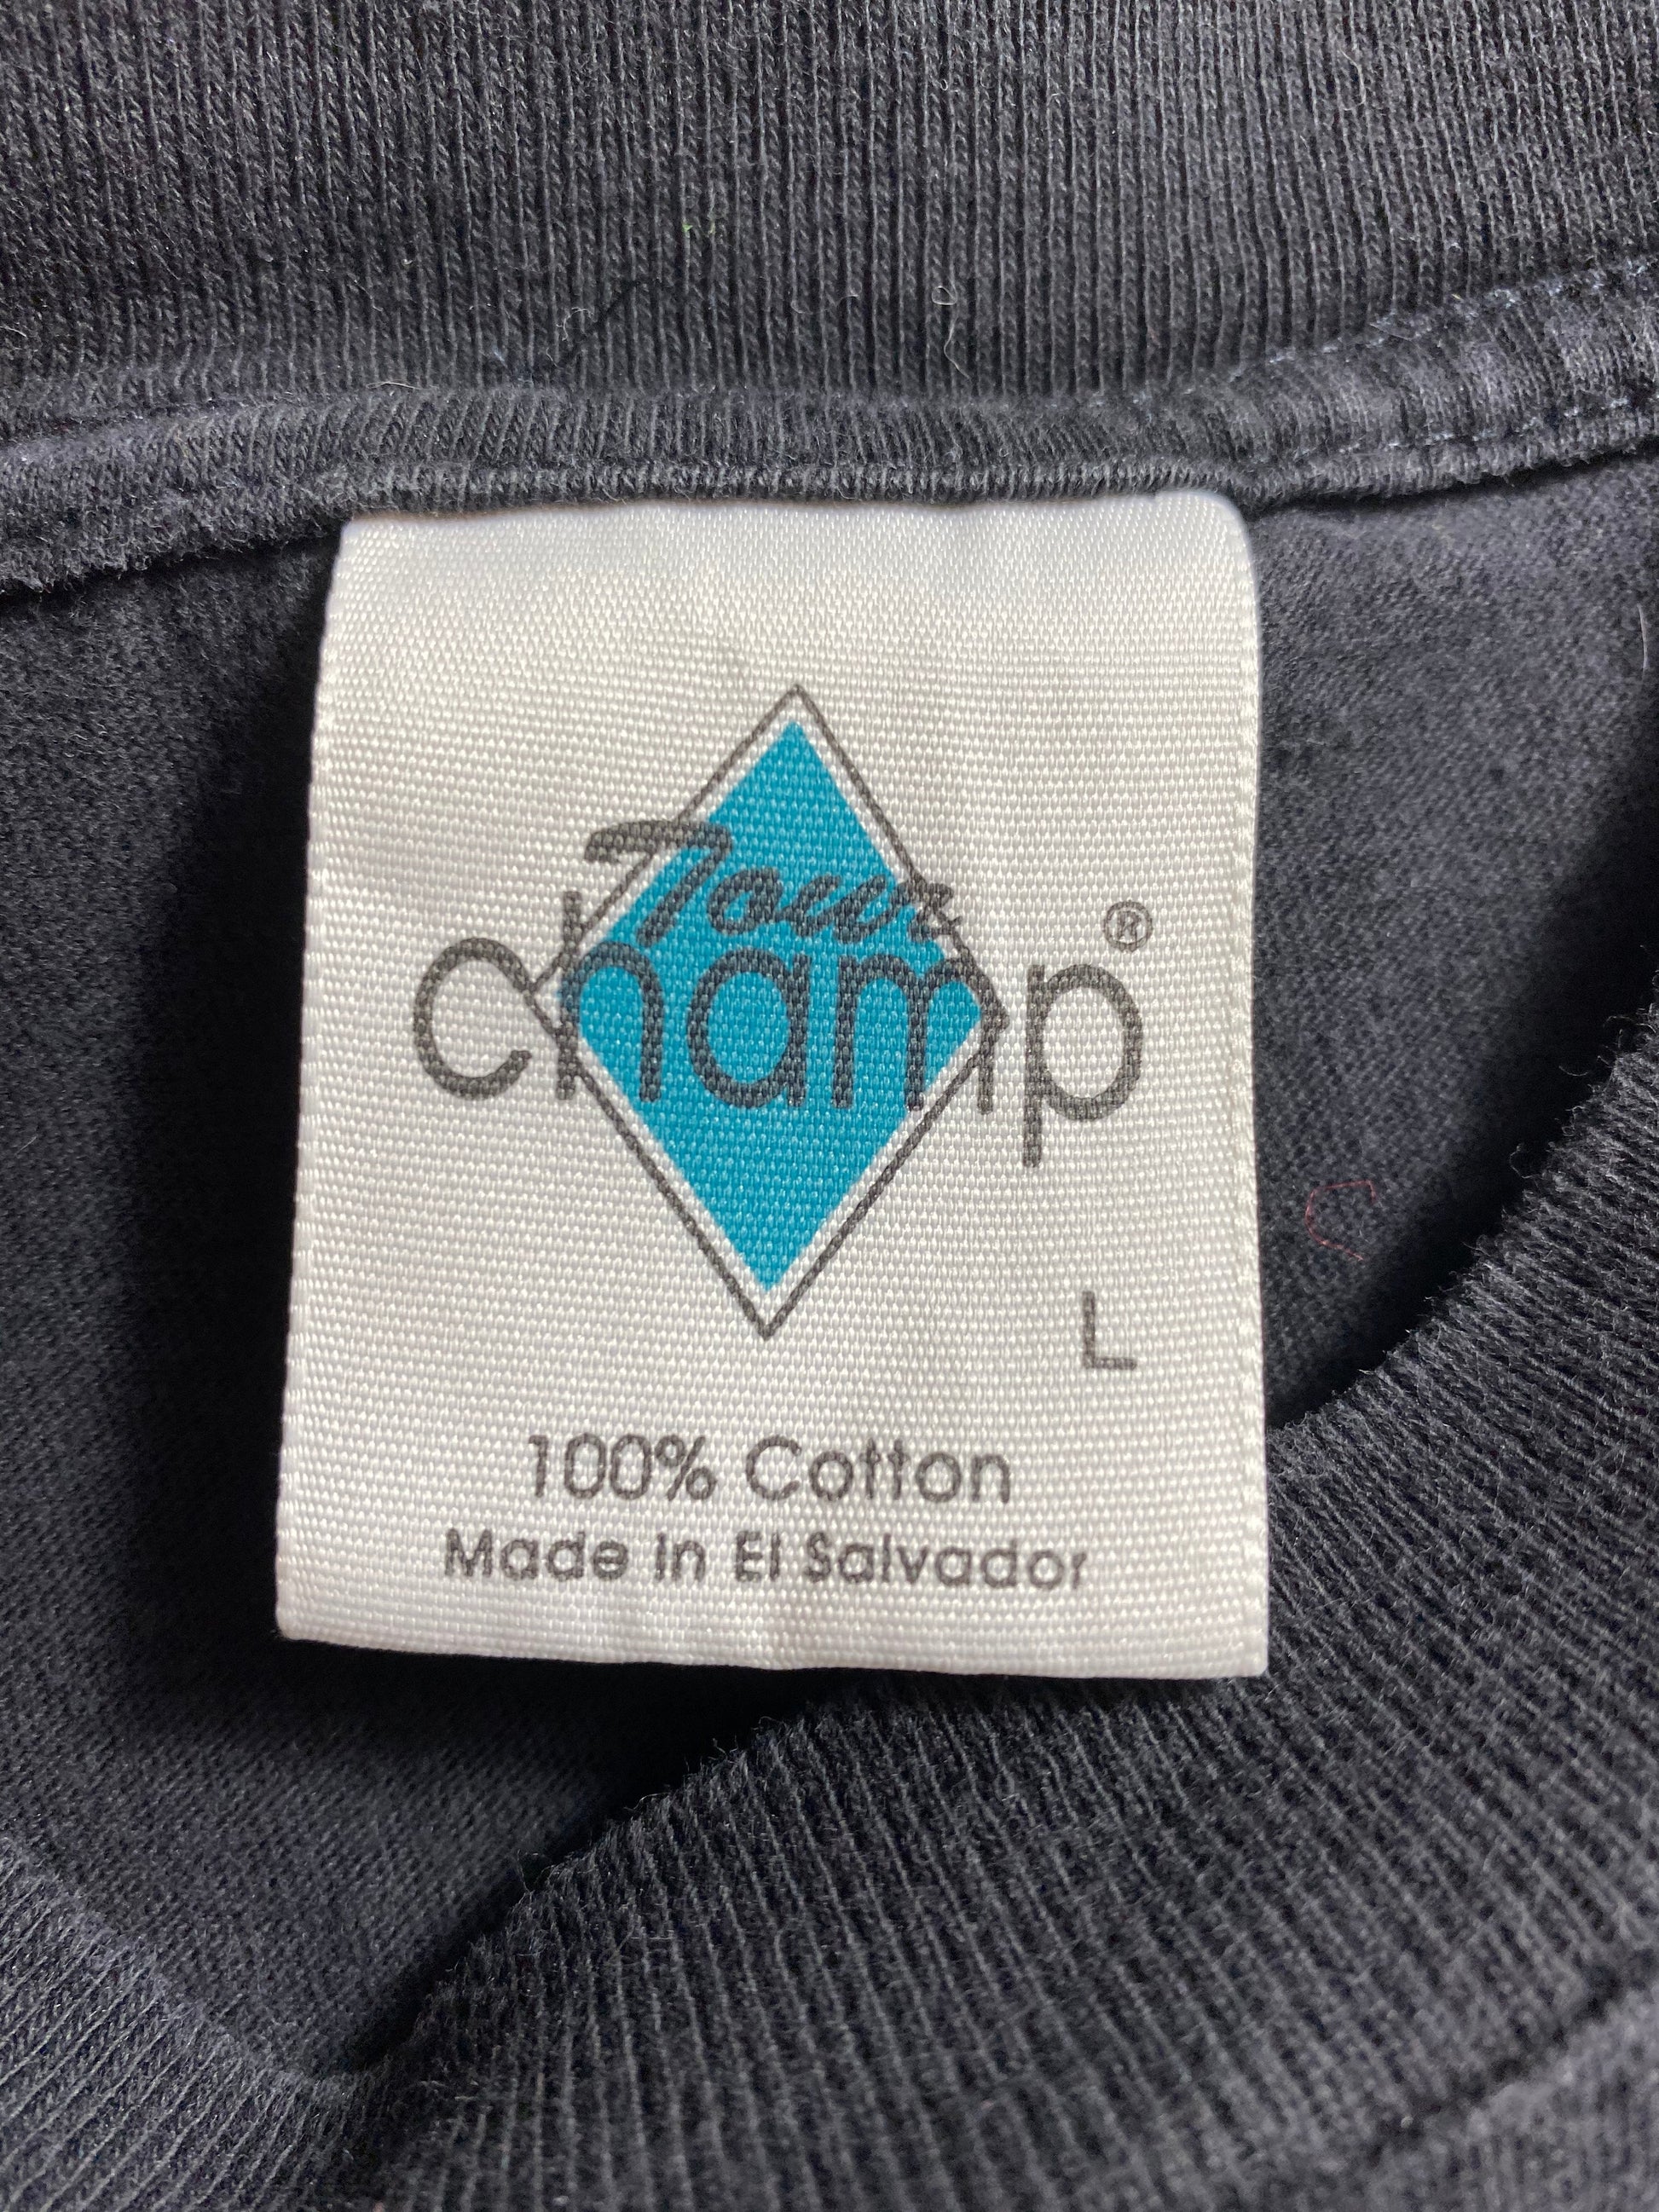 Tour
champ®
L
100% Cotton
Made in El Salvador